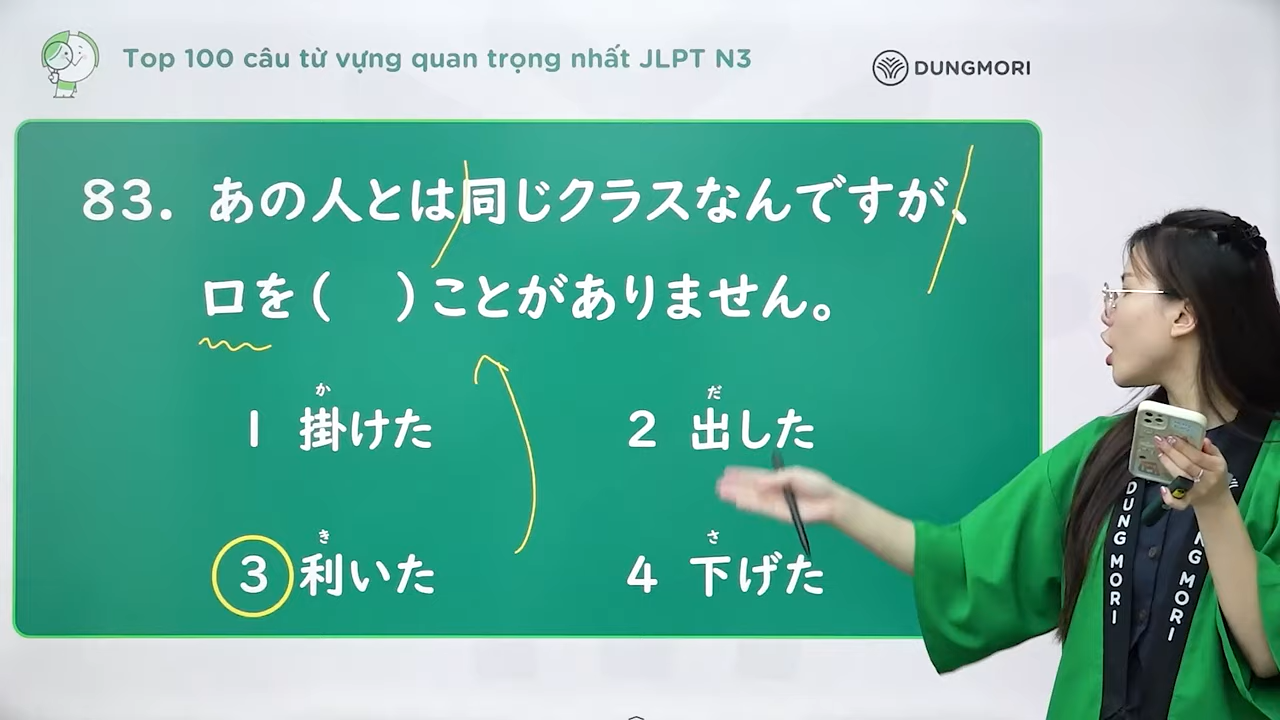 Top 100 câu từ vựng quan trọng nhất JLPT N3
DUNGMORI
83. あの人とは同じクラスなんですが、
口を( )ことがありません。
か
1 掛けた
だ
2 出した
き
3 利いた
さ
4 下げた
DUNG MORI
NG MORI